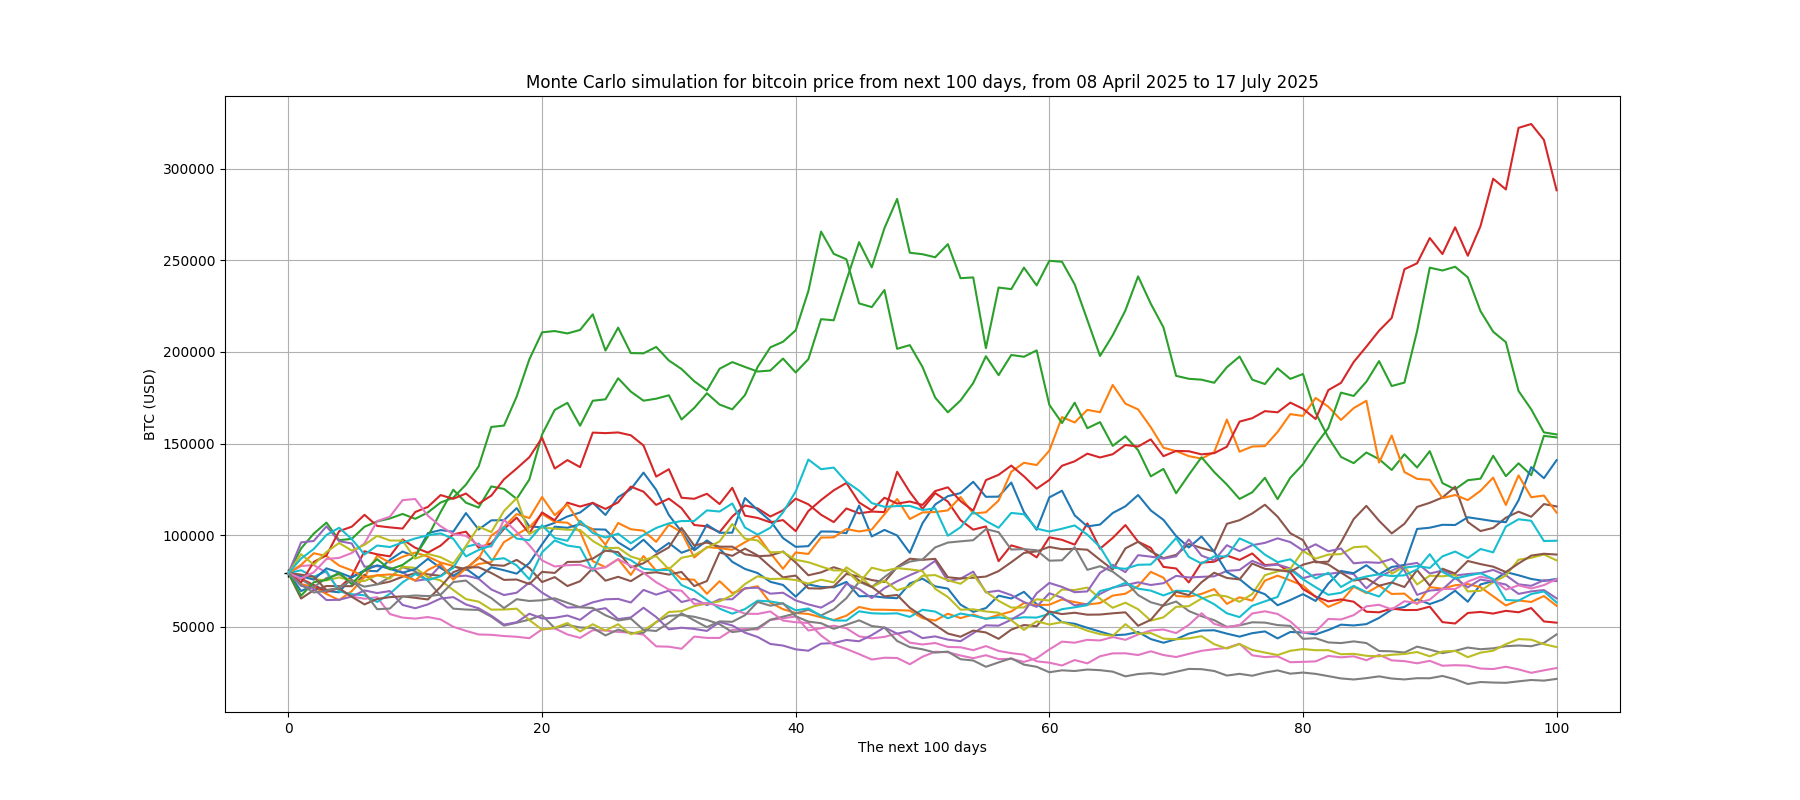 Monte Carlo simulation for bitcoin price from next 100 days, from 08 April 2025 to 17 July 2025
300000
250000
200000
150000
100000
50000
BTC (USD)
0 20 40 60 80 100
The next 100 days